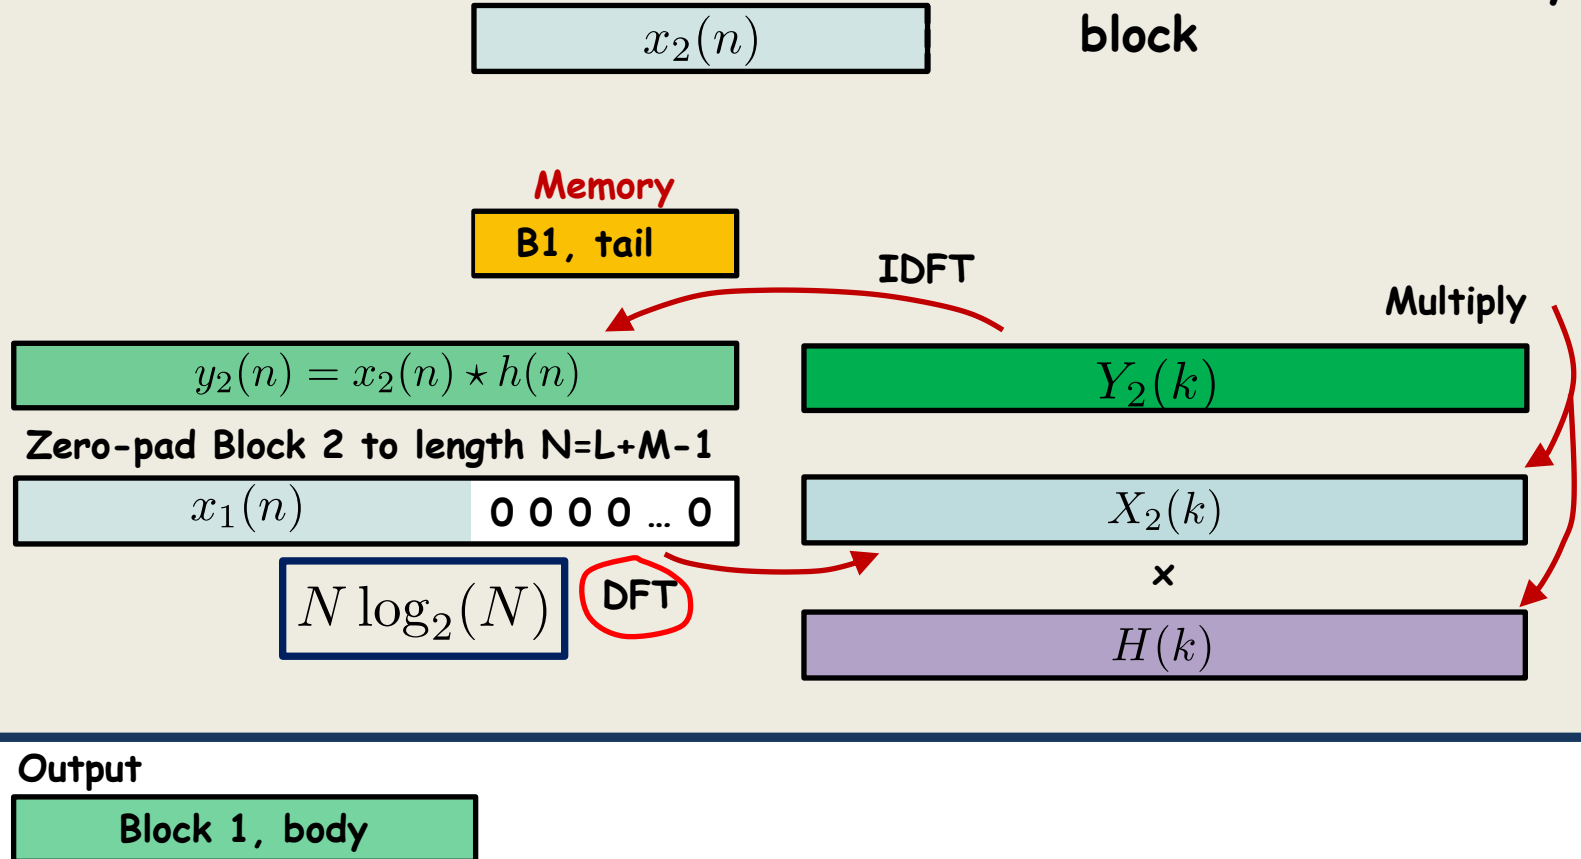 x₂(n)
block
Memory
B1, tail
IDFT
Multiply
y₂(n) = x₂(n) ⋆ h(n)
Y₂(k)
Zero-pad Block 2 to length N=L+M-1
x₁(n)
0 0 0 0 … 0
X₂(k)
x
N log₂(N)
DFT
H(k)
Output
Block 1, body